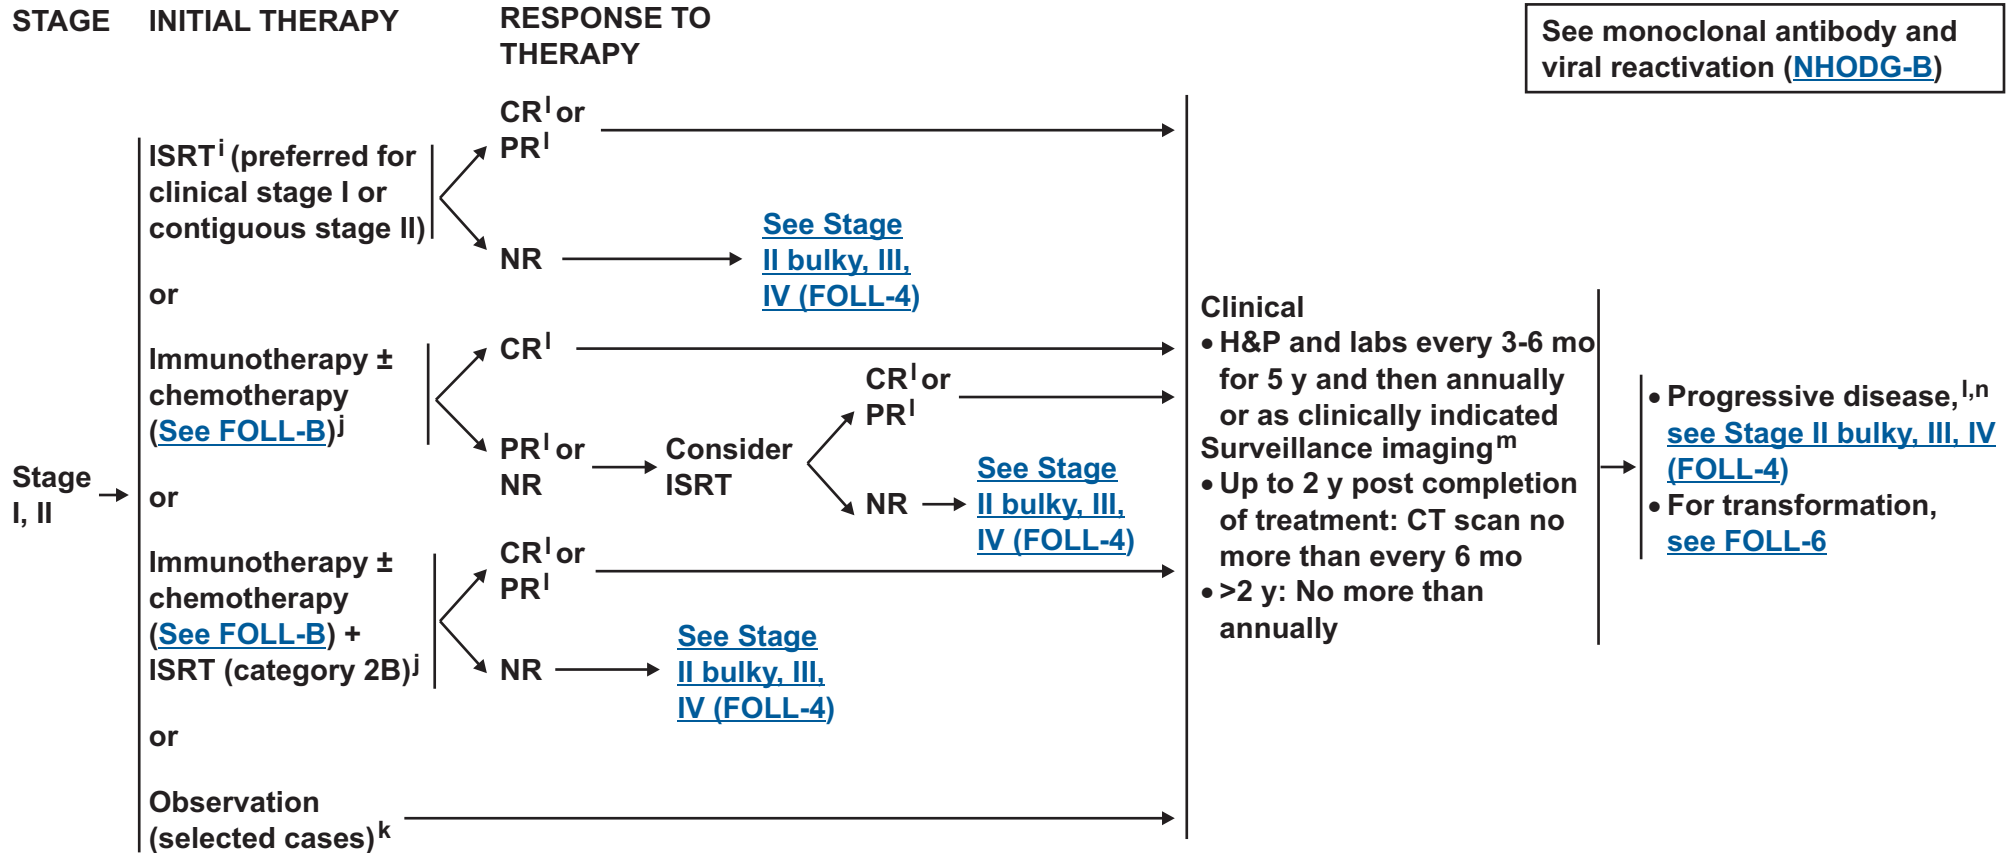 STAGE
INITIAL THERAPY
RESPONSE TO
THERAPY
See monoclonal antibody and
viral reactivation (NHODG-B)
Stage
I, II
ISRTⁱ (preferred for
clinical stage I or
contiguous stage II)
CRˡ or
PRˡ
NR
See Stage
II bulky, III,
IV (FOLL-4)
or
Immunotherapy ±
chemotherapy
(See FOLL-B)ʲ
CRˡ
PRˡ or
NR
Consider
ISRT
CRˡ or
PRˡ
NR
See Stage
II bulky, III,
IV (FOLL-4)
or
Immunotherapy ±
chemotherapy
(See FOLL-B) +
ISRT (category 2B)ʲ
CRˡ or
PRˡ
NR
See Stage
II bulky, III,
IV (FOLL-4)
or
Observation
(selected cases)ᵏ
Clinical
• H&P and labs every 3-6 mo
for 5 y and then annually
or as clinically indicated
Surveillance imagingᵐ
• Up to 2 y post completion
of treatment: CT scan no
more than every 6 mo
• >2 y: No more than
annually
• Progressive disease,ˡ,ⁿ
see Stage II bulky, III, IV
(FOLL-4)
• For transformation,
see FOLL-6